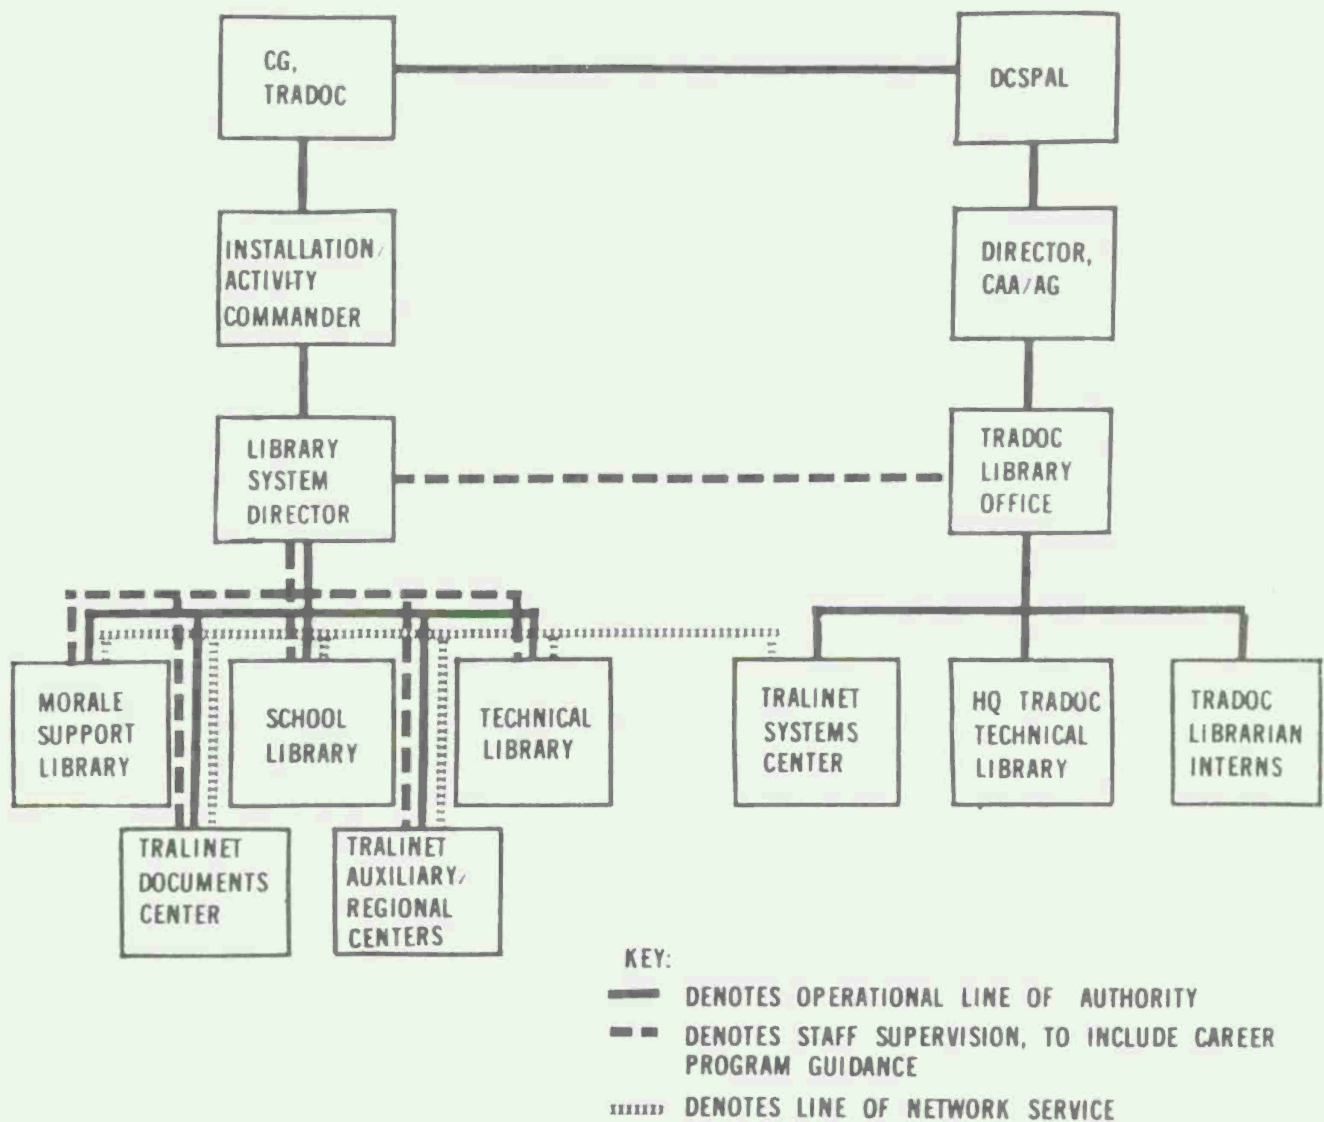 CG,
TRADOC
DCSPAL
INSTALLATION/
ACTIVITY
COMMANDER
DIRECTOR,
CAA/AG
LIBRARY
SYSTEM
DIRECTOR
TRADOC
LIBRARY
OFFICE
MORALE
SUPPORT
LIBRARY
SCHOOL
LIBRARY
TECHNICAL
LIBRARY
TRALINET
SYSTEMS
CENTER
HQ TRADOC
TECHNICAL
LIBRARY
TRADOC
LIBRARIAN
INTERNS
TRALINET
DOCUMENTS
CENTER
TRALINET
AUXILIARY/
REGIONAL
CENTERS
KEY:
DENOTES OPERATIONAL LINE OF AUTHORITY
DENOTES STAFF SUPERVISION, TO INCLUDE CAREER
PROGRAM GUIDANCE
DENOTES LINE OF NETWORK SERVICE